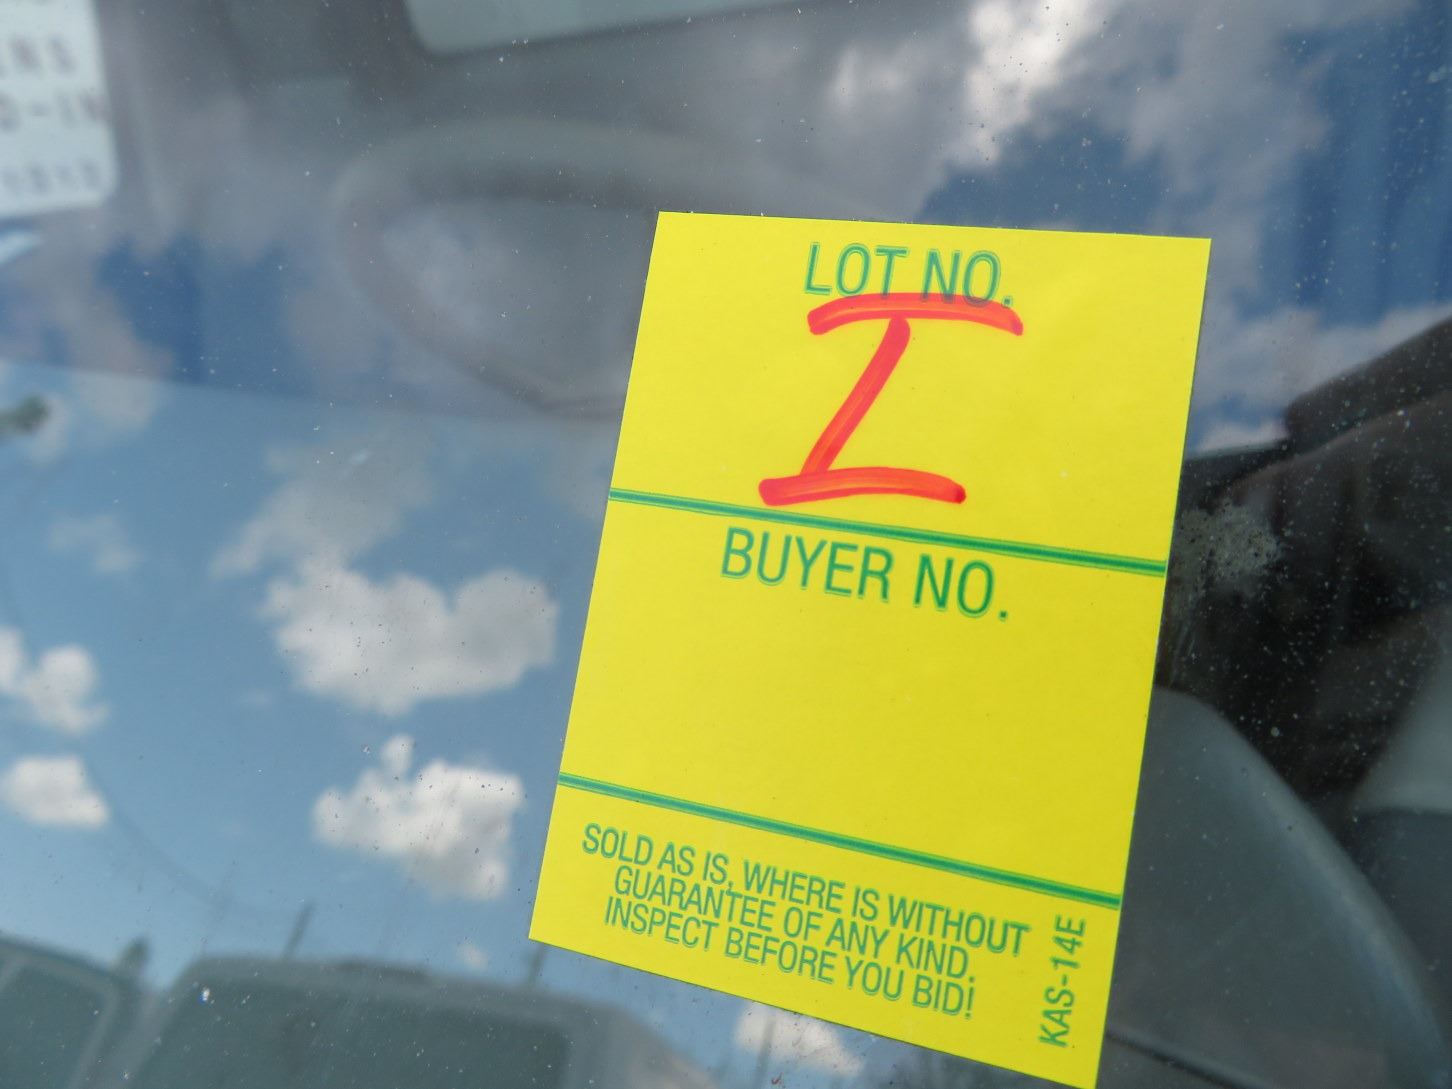 LOT NO.
I
BUYER NO.
SOLD AS IS, WHERE IS WITHOUT
GUARANTEE OF ANY KIND.
INSPECT BEFORE YOU BID!
KAS-14E